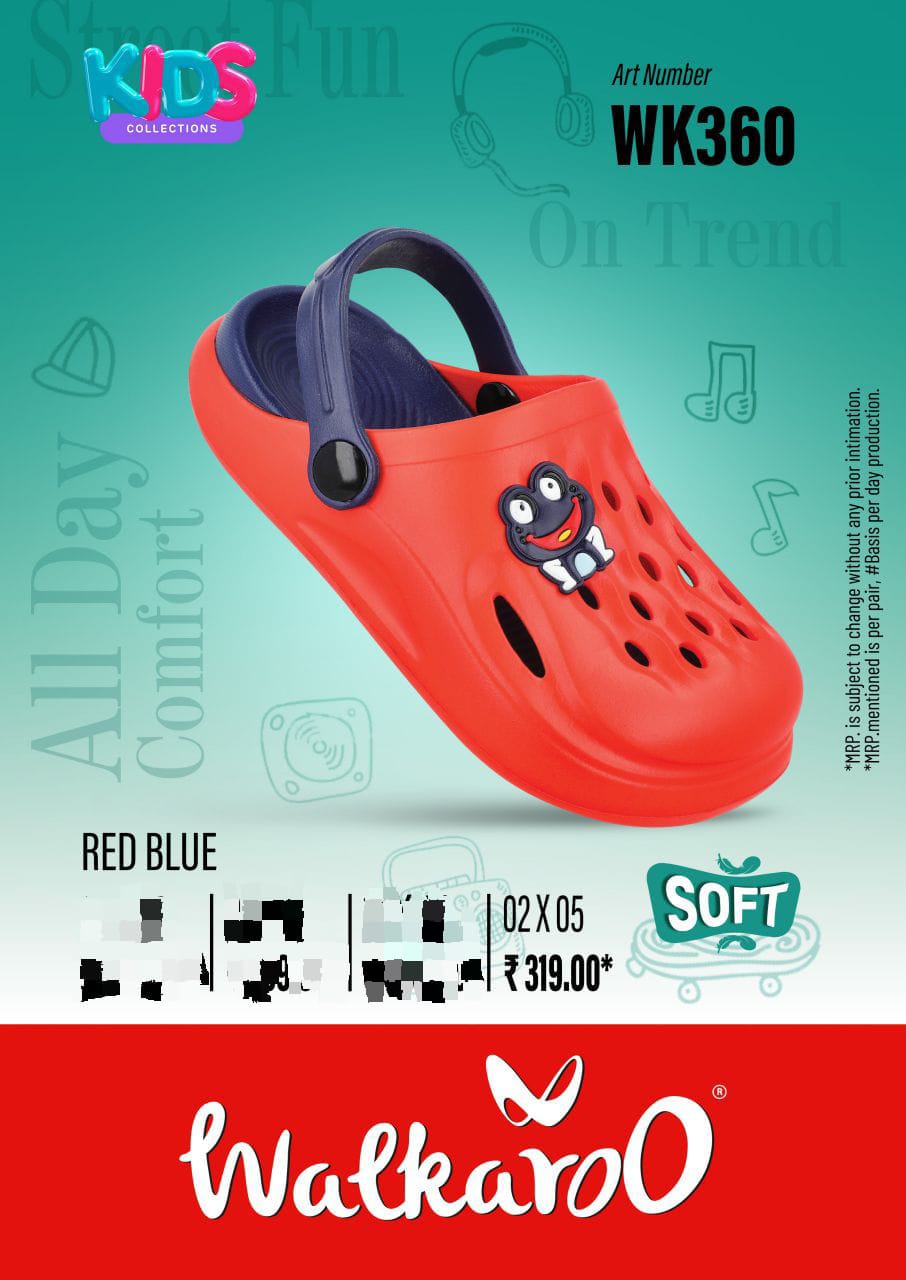 Street Fun
KIDS
COLLECTIONS
Art Number
WK360
On Trend
All Day
Comfort
*MRP. is subject to change without any prior intimation.
*MRP.mentioned is per pair, #Basis per day production.
RED BLUE
02 X 05
₹ 319.00*
SOFT
Walkaroo®